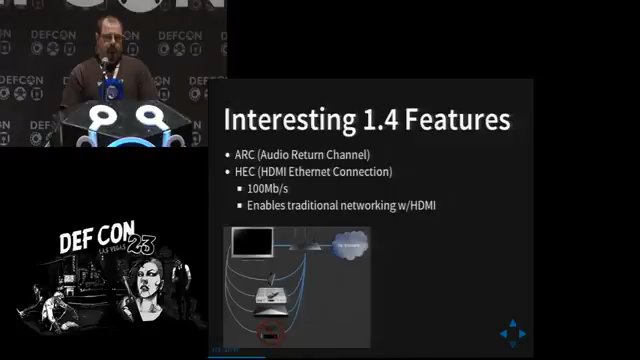 DEFCON
DEFCON
DEFCON
DEFCON
DEF CON
LAS VEGAS 23
Interesting 1.4 Features
ARC (Audio Return Channel)
HEC (HDMI Ethernet Connection)
100Mb/s
Enables traditional networking w/HDMI